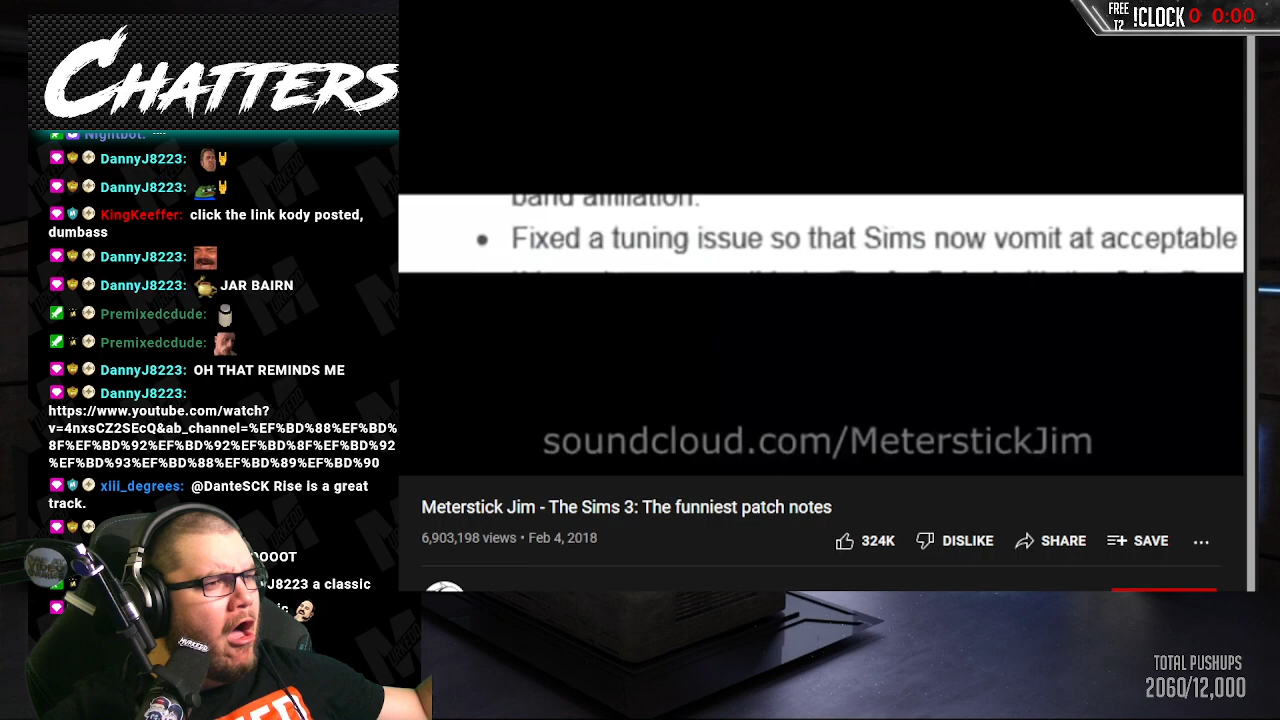 CHATTERS
Nightbot:
DannyJ8223:
DannyJ8223:
KingKeeffer: click the link kody posted,
dumbass
DannyJ8223:
DannyJ8223: JAR BAIRN
Premixedcdude:
Premixedcdude:
DannyJ8223: OH THAT REMINDS ME
DannyJ8223:
https://www.youtube.com/watch?
v=4nxsCZ2SEcQ&ab_channel=%EF%BD%88%EF%BD%
8F%EF%BD%92%EF%BD%92%EF%BD%8F%EF%BD%92
%EF%BD%93%EF%BD%88%EF%BD%89%EF%BD%90
xiii_degrees: @DanteSCK Rise is a great
track.
OOOT
J8223 a classic
FREE
T2
!CLOCK 0 0:00
band affiliation.
• Fixed a tuning issue so that Sims now vomit at acceptable
soundcloud.com/MeterstickJim
Meterstick Jim - The Sims 3: The funniest patch notes
6,903,198 views • Feb 4, 2018
324K
DISLIKE
SHARE
SAVE
TOTAL PUSHUPS
2060/12,000